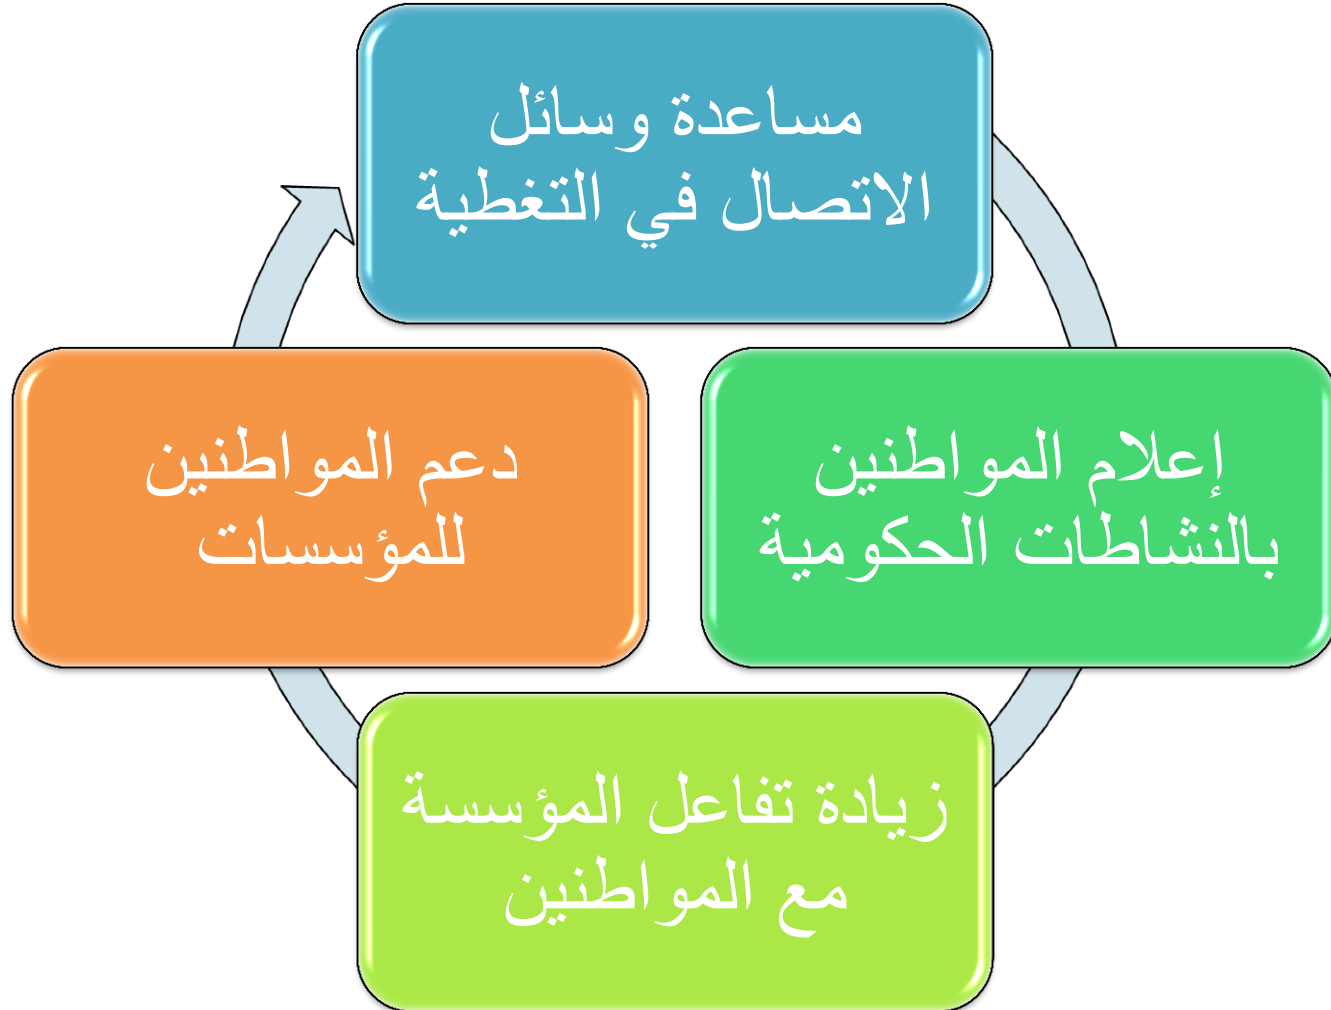 مساعدة وسائل
الاتصال في التغطية
إعلام المواطنين
بالنشاطات الحكومية
زيادة تفاعل المؤسسة
مع المواطنين
دعم المواطنين
للمؤسسات